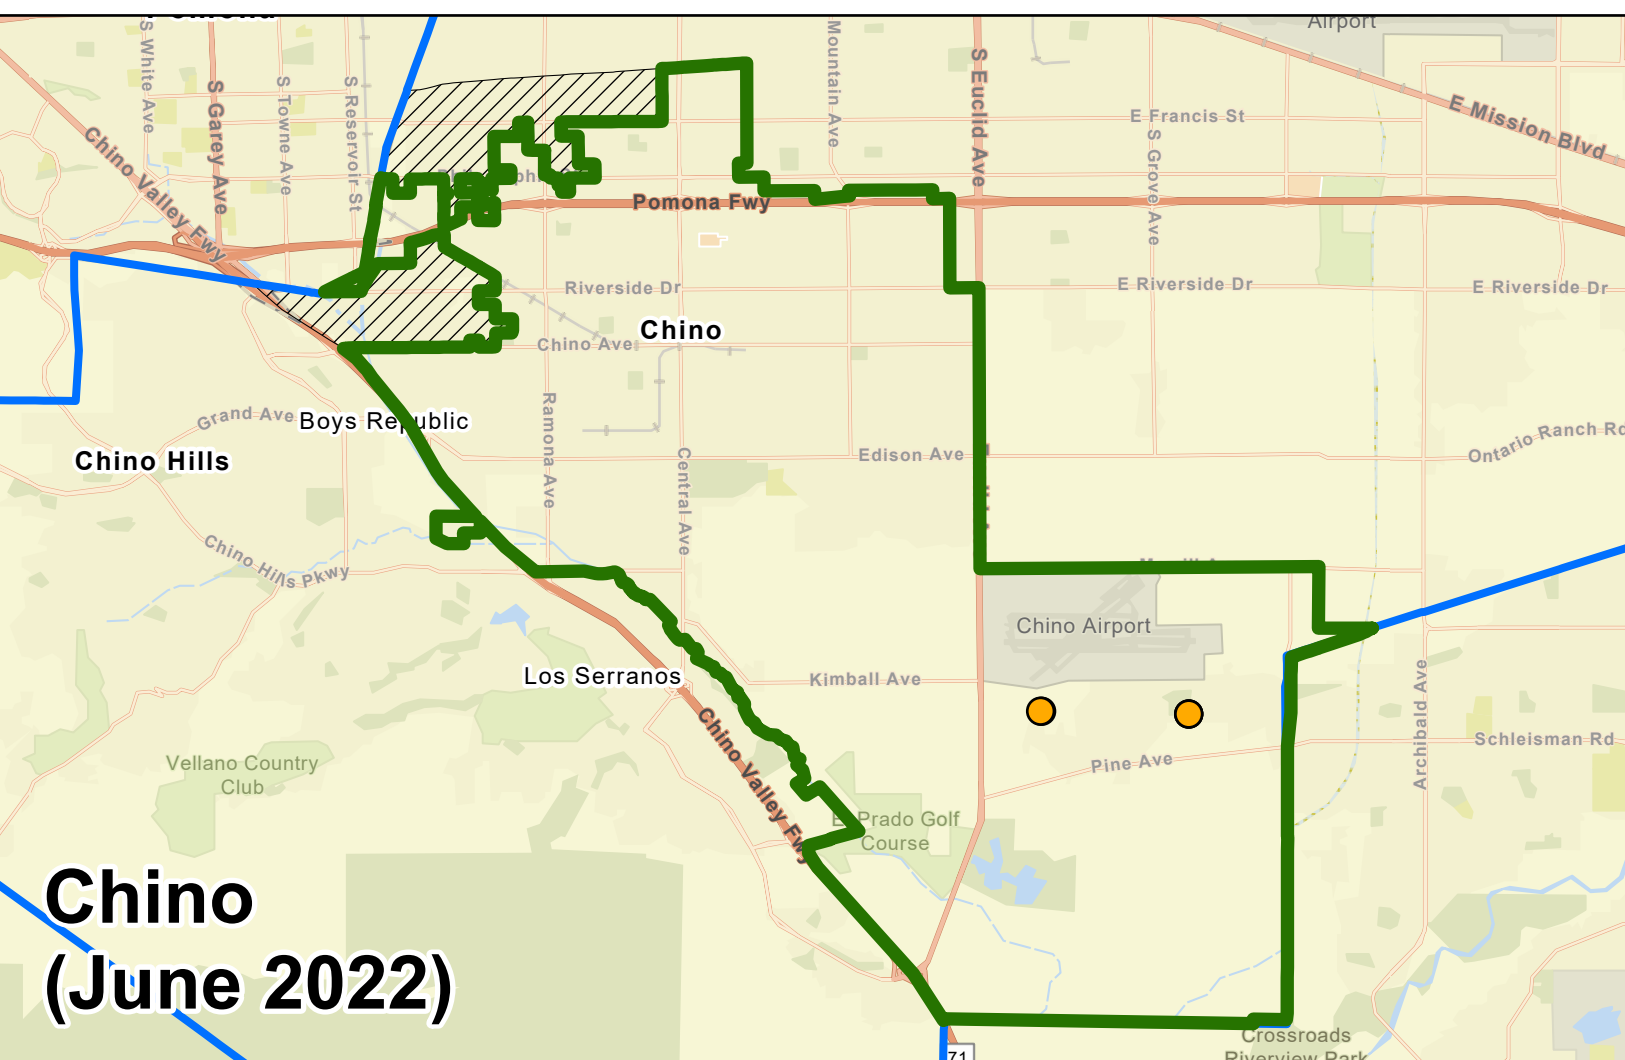 Airport
S White Ave
S Garey Ave
S Towne Ave
S Reservoir St
Mountain Ave
S Euclid Ave
S Grove Ave
E Francis St
E Mission Blvd
Chino Valley Fwy
Pomona Fwy
Riverside Dr
E Riverside Dr
E Riverside Dr
Chino
Chino Ave
Grand Ave
Boys Republic
Chino Hills
Ramona Ave
Central Ave
Edison Ave
Ontario Ranch Rd
Chino Hills Pkwy
Chino Airport
Los Serranos
Kimball Ave
Archibald Ave
Chino Valley Fwy
Pine Ave
Schleisman Rd
Vellano Country
Club
El Prado Golf
Course
Chino
(June 2022)
Crossroads
Riverview Park
71